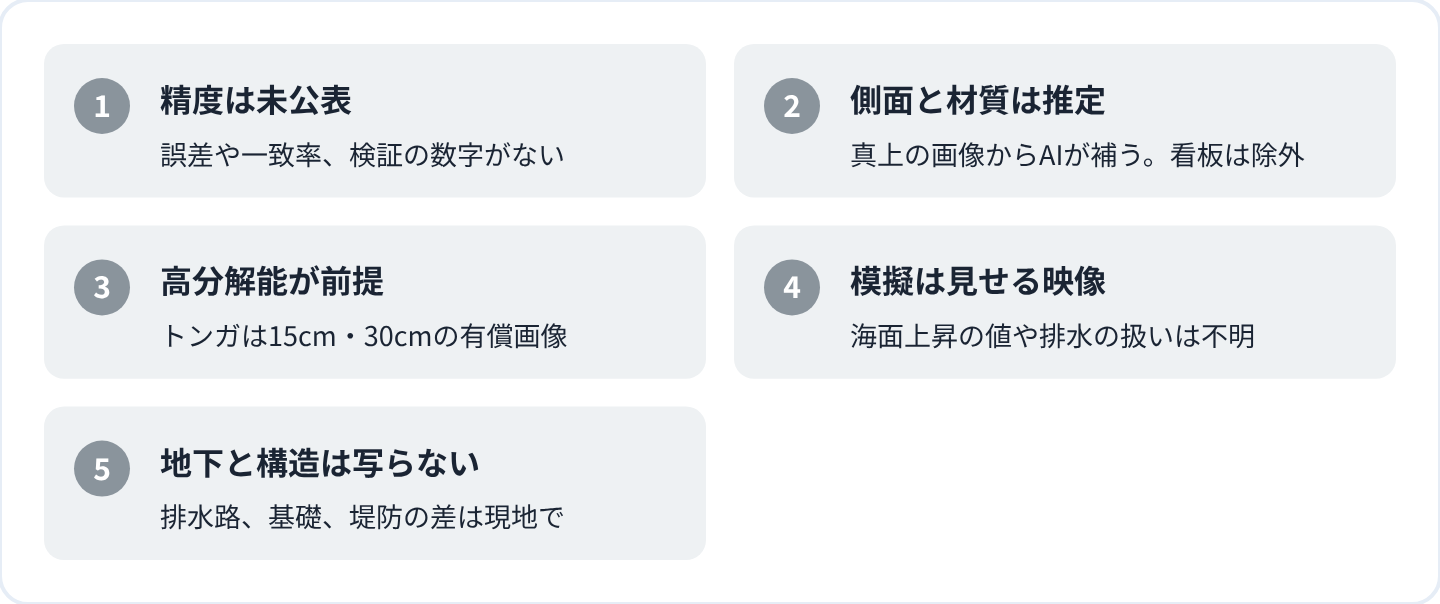 1
精度は未公表
誤差や一致率、検証の数字がない
2
側面と材質は推定
真上の画像からAIが補う。看板は除外
3
高分解能が前提
トンガは15cm・30cmの有償画像
4
模擬は見せる映像
海面上昇の値や排水の扱いは不明
5
地下と構造は写らない
排水路、基礎、堤防の差は現地で